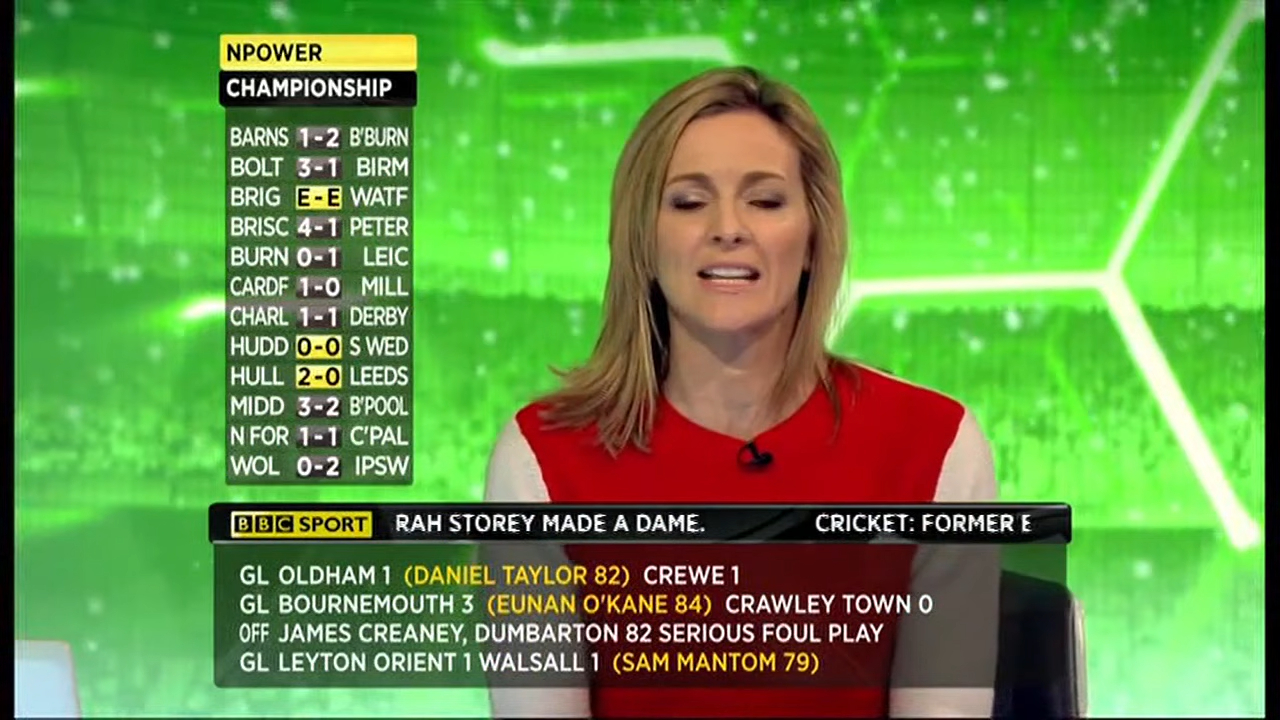 NPOWER
CHAMPIONSHIP
BARNS 1-2 B'BURN
BOLT 3-1 BIRM
BRIG E-E WATF
BRISC 4-1 PETER
BURN 0-1 LEIC
CARDF 1-0 MILL
CHARL 1-1 DERBY
HUDD 0-0 S WED
HULL 2-0 LEEDS
MIDD 3-2 B'POOL
N FOR 1-1 C'PAL
WOL 0-2 IPSW
BBC SPORT RAH STOREY MADE A DAME. CRICKET: FORMER E
GL OLDHAM 1 (DANIEL TAYLOR 82) CREWE 1
GL BOURNEMOUTH 3 (EUNAN O'KANE 84) CRAWLEY TOWN 0
OFF JAMES CREANEY, DUMBARTON 82 SERIOUS FOUL PLAY
GL LEYTON ORIENT 1 WALSALL 1 (SAM MANTOM 79)